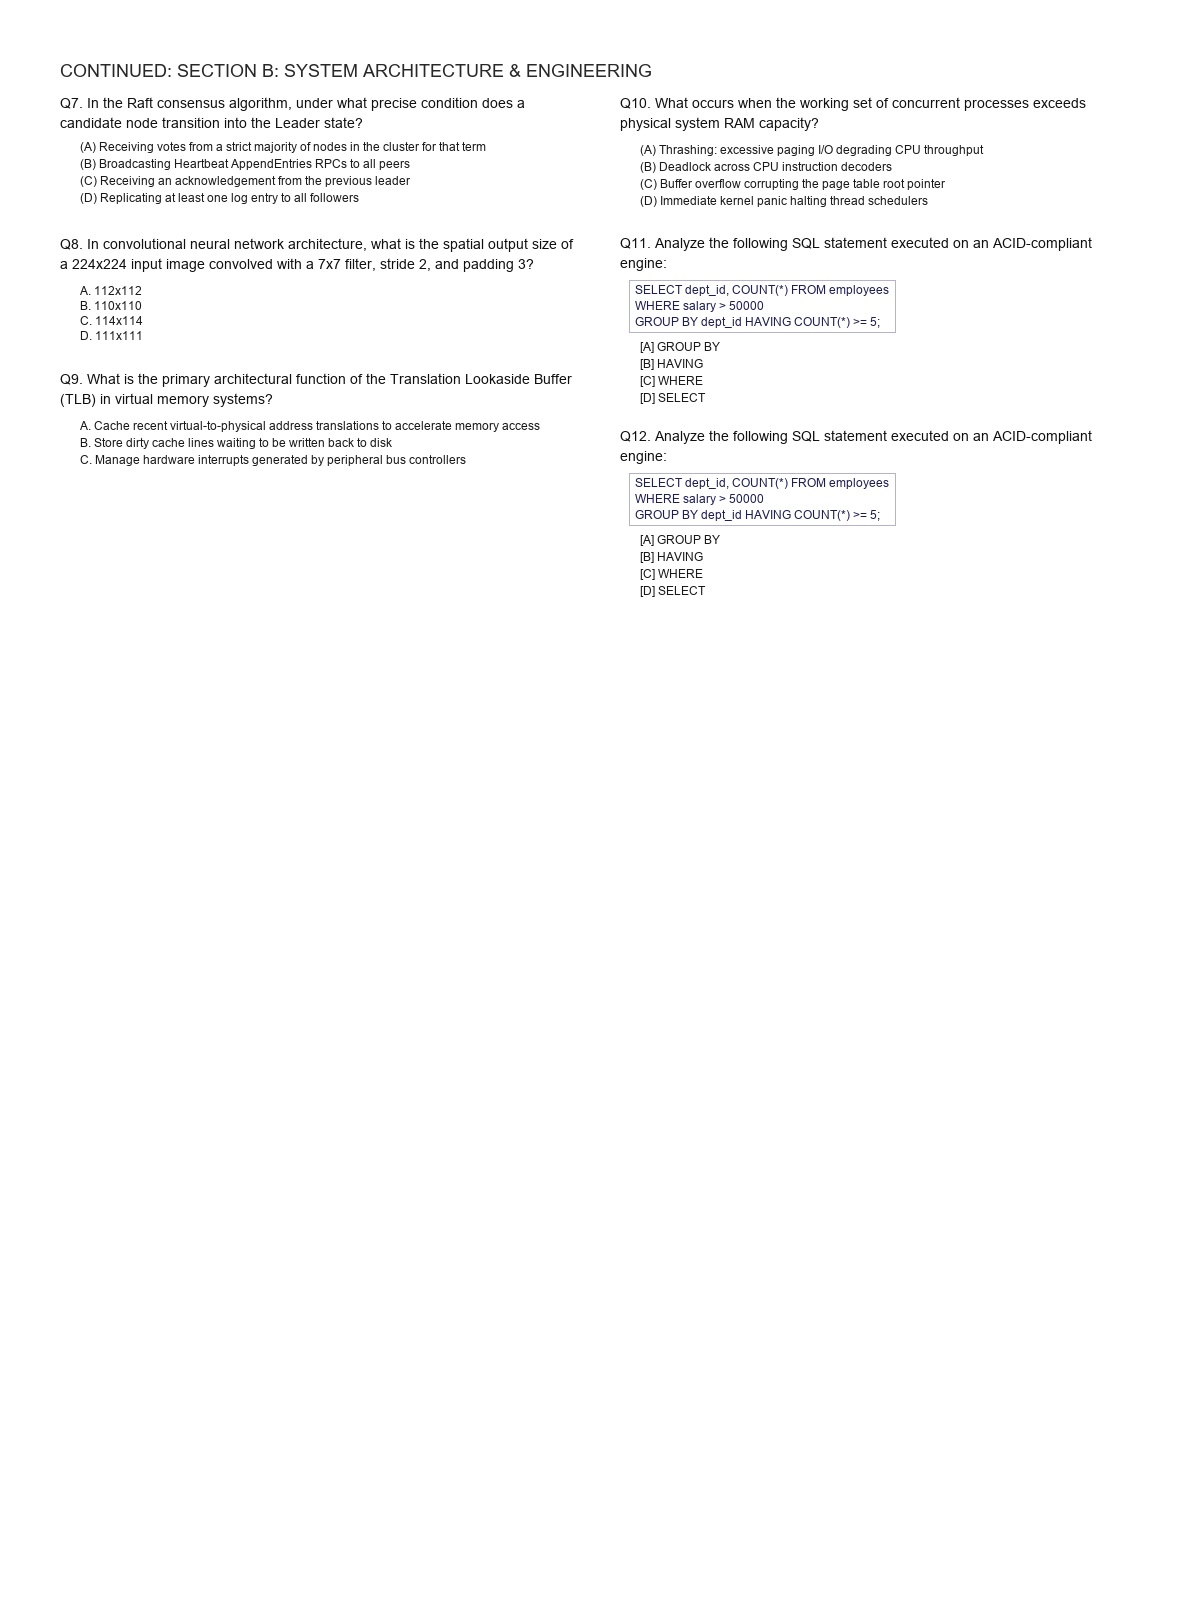 CONTINUED: SECTION B: SYSTEM ARCHITECTURE & ENGINEERING
Q7. In the Raft consensus algorithm, under what precise condition does a
candidate node transition into the Leader state?
(A) Receiving votes from a strict majority of nodes in the cluster for that term
(B) Broadcasting Heartbeat AppendEntries RPCs to all peers
(C) Receiving an acknowledgement from the previous leader
(D) Replicating at least one log entry to all followers
Q8. In convolutional neural network architecture, what is the spatial output size of
a 224x224 input image convolved with a 7x7 filter, stride 2, and padding 3?
A. 112x112
B. 110x110
C. 114x114
D. 111x111
Q9. What is the primary architectural function of the Translation Lookaside Buffer
(TLB) in virtual memory systems?
A. Cache recent virtual-to-physical address translations to accelerate memory access
B. Store dirty cache lines waiting to be written back to disk
C. Manage hardware interrupts generated by peripheral bus controllers
Q10. What occurs when the working set of concurrent processes exceeds
physical system RAM capacity?
(A) Thrashing: excessive paging I/O degrading CPU throughput
(B) Deadlock across CPU instruction decoders
(C) Buffer overflow corrupting the page table root pointer
(D) Immediate kernel panic halting thread schedulers
Q11. Analyze the following SQL statement executed on an ACID-compliant
engine:
SELECT dept_id, COUNT(*) FROM employees
WHERE salary > 50000
GROUP BY dept_id HAVING COUNT(*) >= 5;
[A] GROUP BY
[B] HAVING
[C] WHERE
[D] SELECT
Q12. Analyze the following SQL statement executed on an ACID-compliant
engine:
SELECT dept_id, COUNT(*) FROM employees
WHERE salary > 50000
GROUP BY dept_id HAVING COUNT(*) >= 5;
[A] GROUP BY
[B] HAVING
[C] WHERE
[D] SELECT